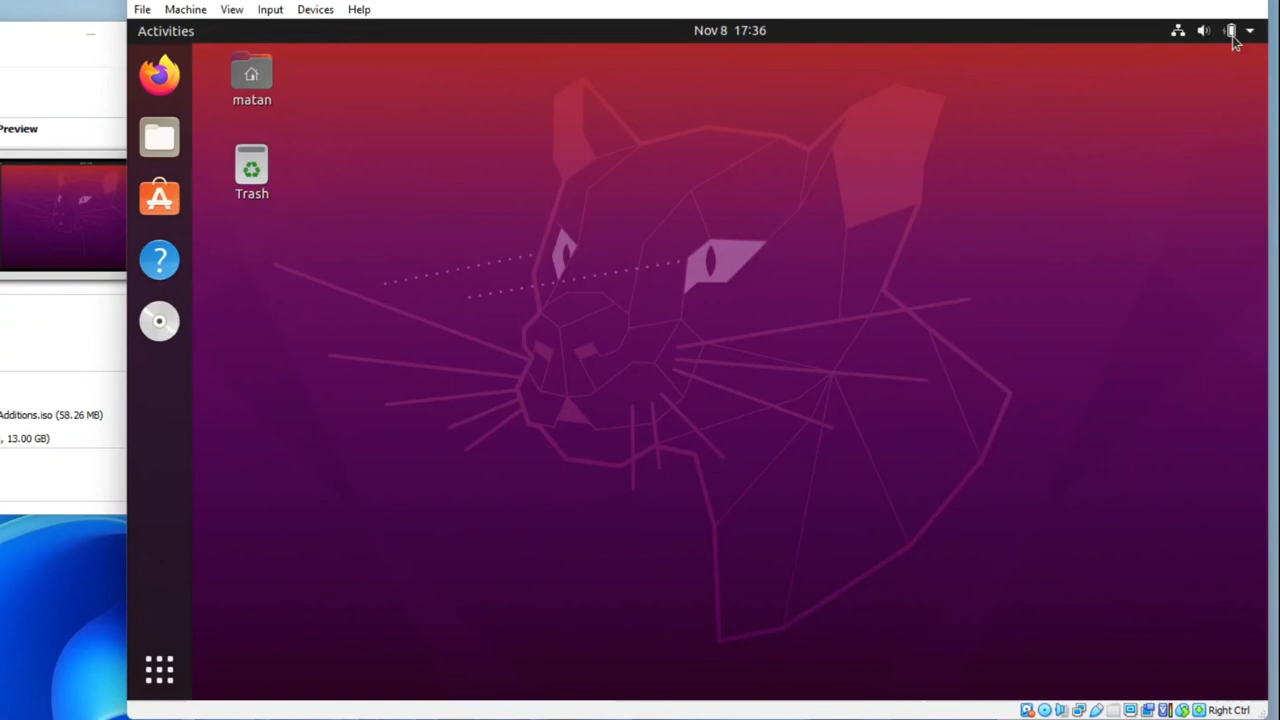 File Machine View Input Devices Help
Activities
Nov 8 17:36
matan
Preview
Trash
?
Additions.iso (58.26 MB)
, 13.00 GB)
Right Ctrl